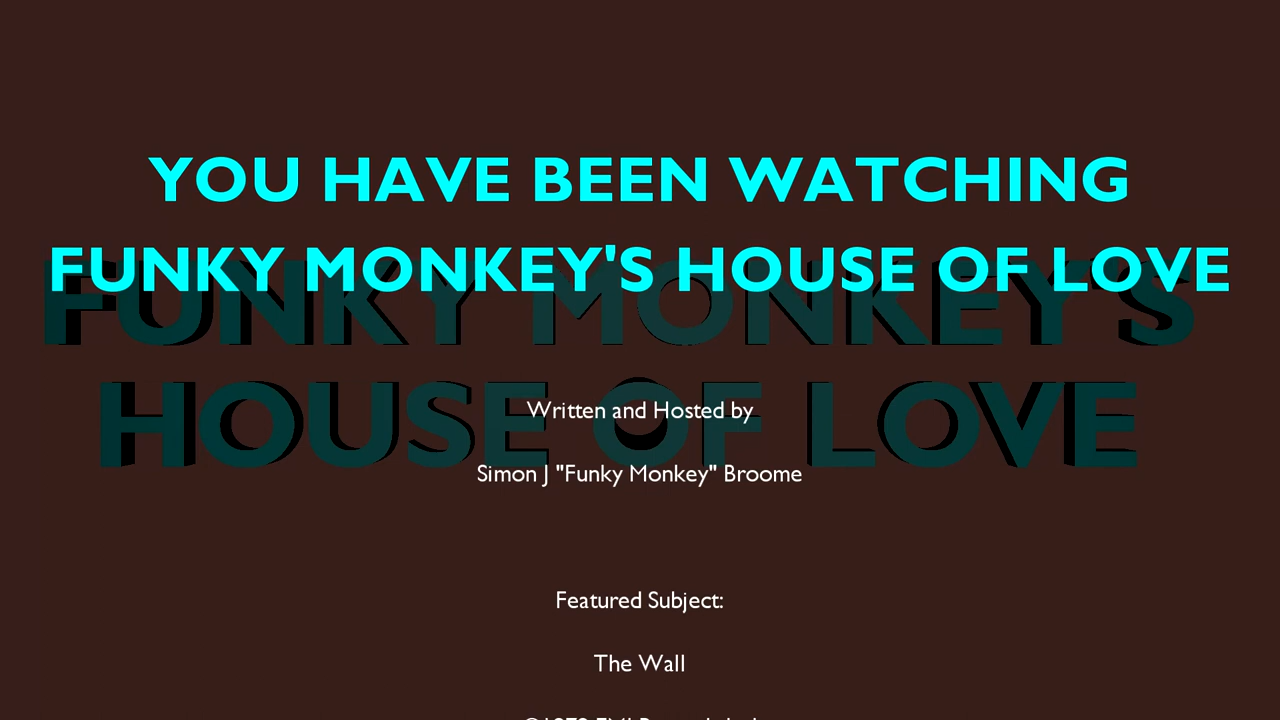 YOU HAVE BEEN WATCHING
FUNKY MONKEY'S HOUSE OF LOVE
FUNKY MONKEY'S
HOUSE OF LOVE
Written and Hosted by
Simon J "Funky Monkey" Broome
Featured Subject:
The Wall